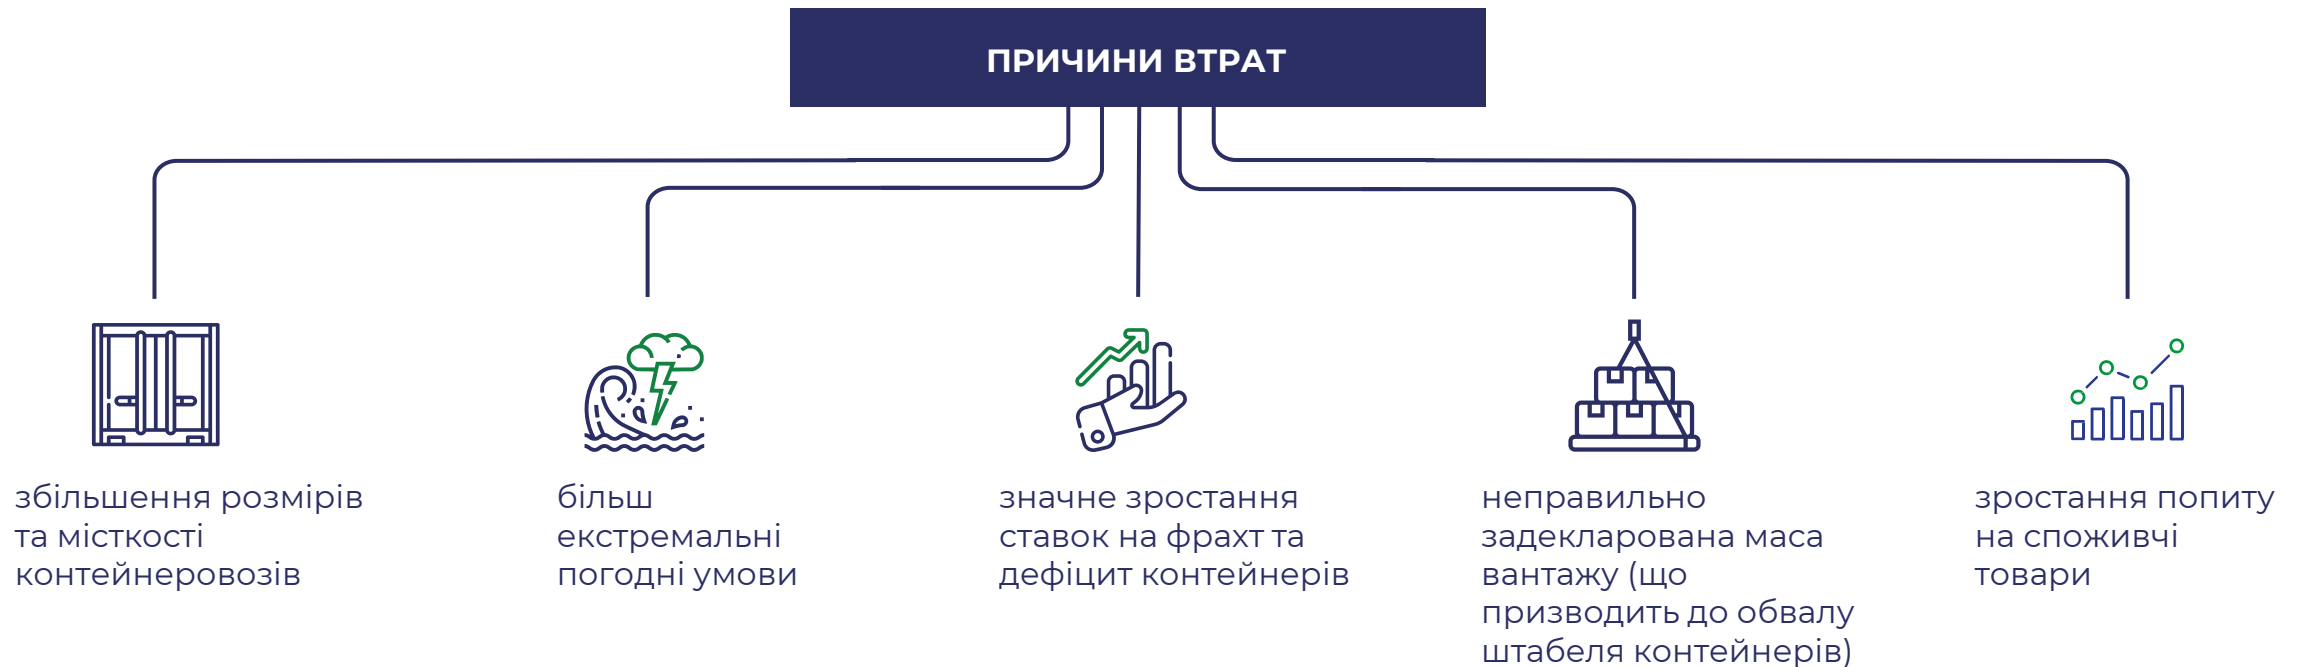 ПРИЧИНИ ВТРАТ
збільшення розмірів
та місткості
контейнеровозів
більш
екстремальні
погодні умови
значне зростання
ставок на фрахт та
дефіцит контейнерів
неправильно
задекларована маса
вантажу (що
призводить до обвалу
штабеля контейнерів)
зростання попиту
на споживчі
товари